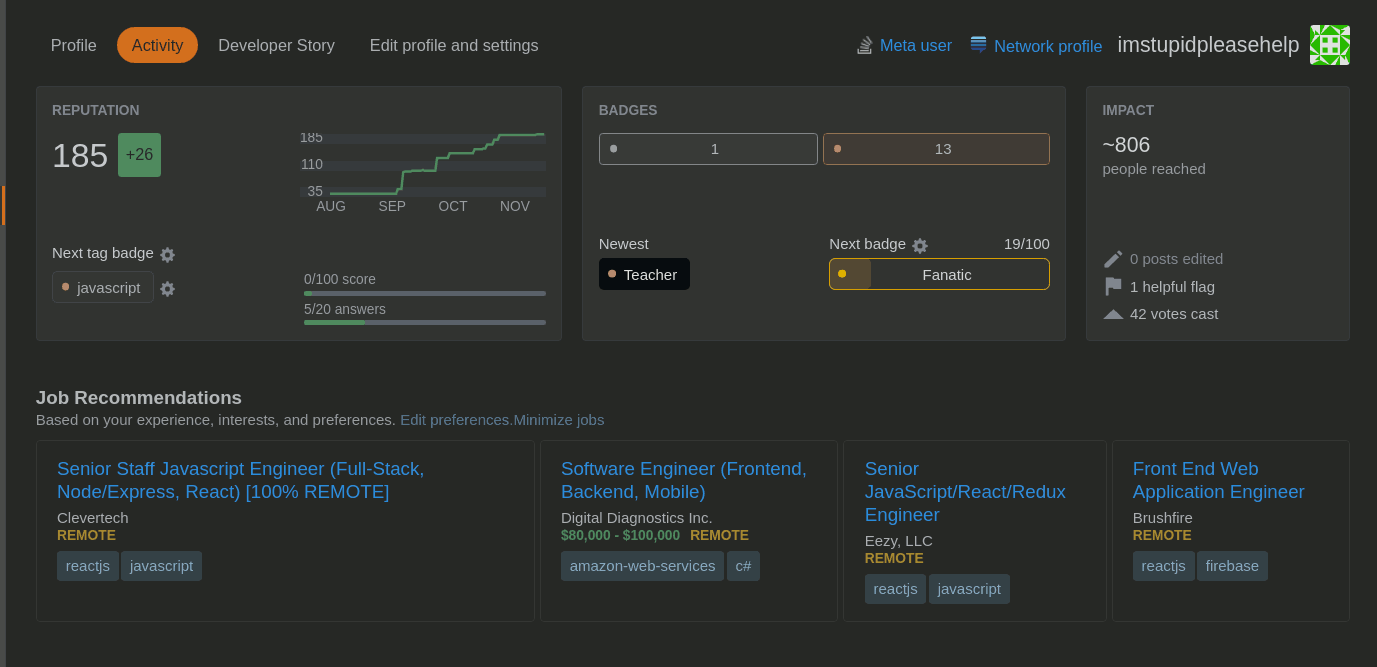 Profile Activity Developer Story Edit profile and settings Meta user Network profile imstupidpleasehelp
REPUTATION
185 +26
185
110
35
AUG SEP OCT NOV
Next tag badge
javascript
0/100 score
5/20 answers
BADGES
1 13
Newest
Teacher
Next badge 19/100
Fanatic
IMPACT
~806
people reached
0 posts edited
1 helpful flag
42 votes cast
Job Recommendations
Based on your experience, interests, and preferences. Edit preferences.Minimize jobs
Senior Staff Javascript Engineer (Full-Stack,
Node/Express, React) [100% REMOTE]
Clevertech
REMOTE
reactjs javascript
Software Engineer (Frontend,
Backend, Mobile)
Digital Diagnostics Inc.
$80,000 - $100,000 REMOTE
amazon-web-services c#
Senior
JavaScript/React/Redux
Engineer
Eezy, LLC
REMOTE
reactjs javascript
Front End Web
Application Engineer
Brushfire
REMOTE
reactjs firebase